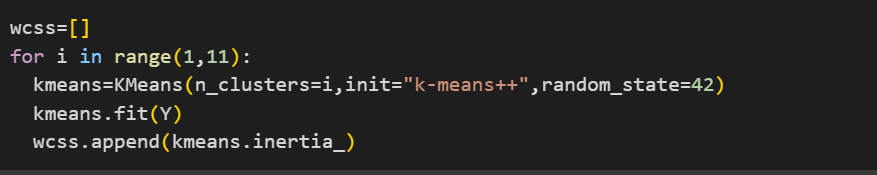 wcss=[]
for i in range(1,11):
  kmeans=KMeans(n_clusters=i,init="k-means++",random_state=42)
  kmeans.fit(Y)
  wcss.append(kmeans.inertia_)